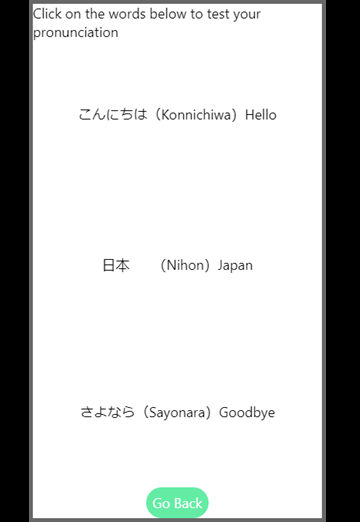 Click on the words below to test your
pronunciation
こんにちは（Konnichiwa）Hello
日本　　（Nihon）Japan
さよなら（Sayonara）Goodbye
Go Back